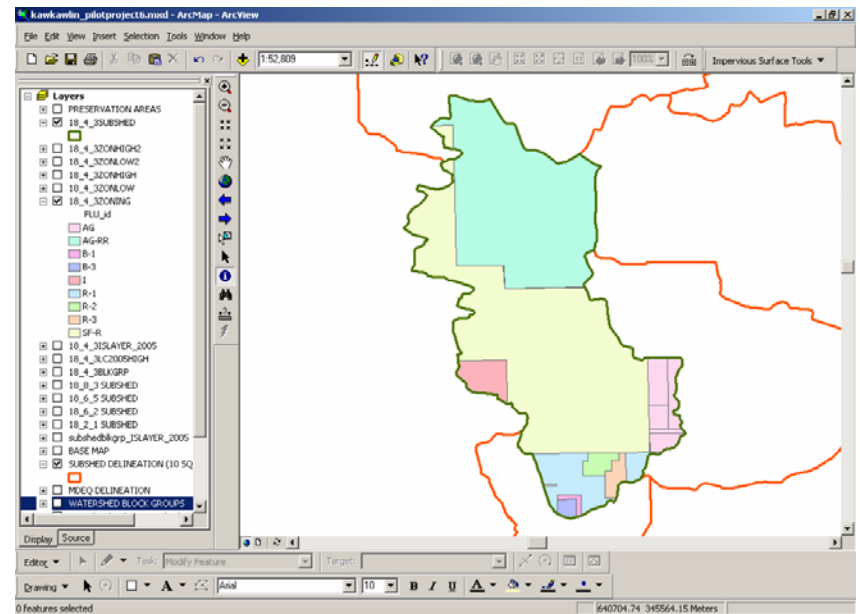 kawkawlin_pilotproject6.mxd - ArcMap - ArcView
File Edit View Insert Selection Tools Window Help
1:52,809 100% Impervious Surface Tools
Layers
PRESERVATION AREAS
18_4_3SUBSHED
18_4_3ZONHIGH2
18_4_3ZONLOW2
18_4_3ZONHIGH
18_4_3ZONLOW
18_4_3ZONING
FLU_id
AG
AG-RR
B-1
B-3
I
R-1
R-2
R-3
SF-R
18_4_3ISLAYER_2005
18_4_3LC2005HIGH
18_4_3BLKGRP
18_8_3 SUBSHED
18_6_5 SUBSHED
18_6_2 SUBSHED
18_2_1 SUBSHED
subshedblkgrp_ISLAYER_2005
BASE MAP
SUBSHED DELINEATION (10 SQ
MDEQ DELINEATION
WATERSHED BLOCK GROUPS
Display Source
Editor Task: Modify Feature Target:
Drawing A Arial 10 B I U A
0 features selected 640704.74 345564.15 Meters